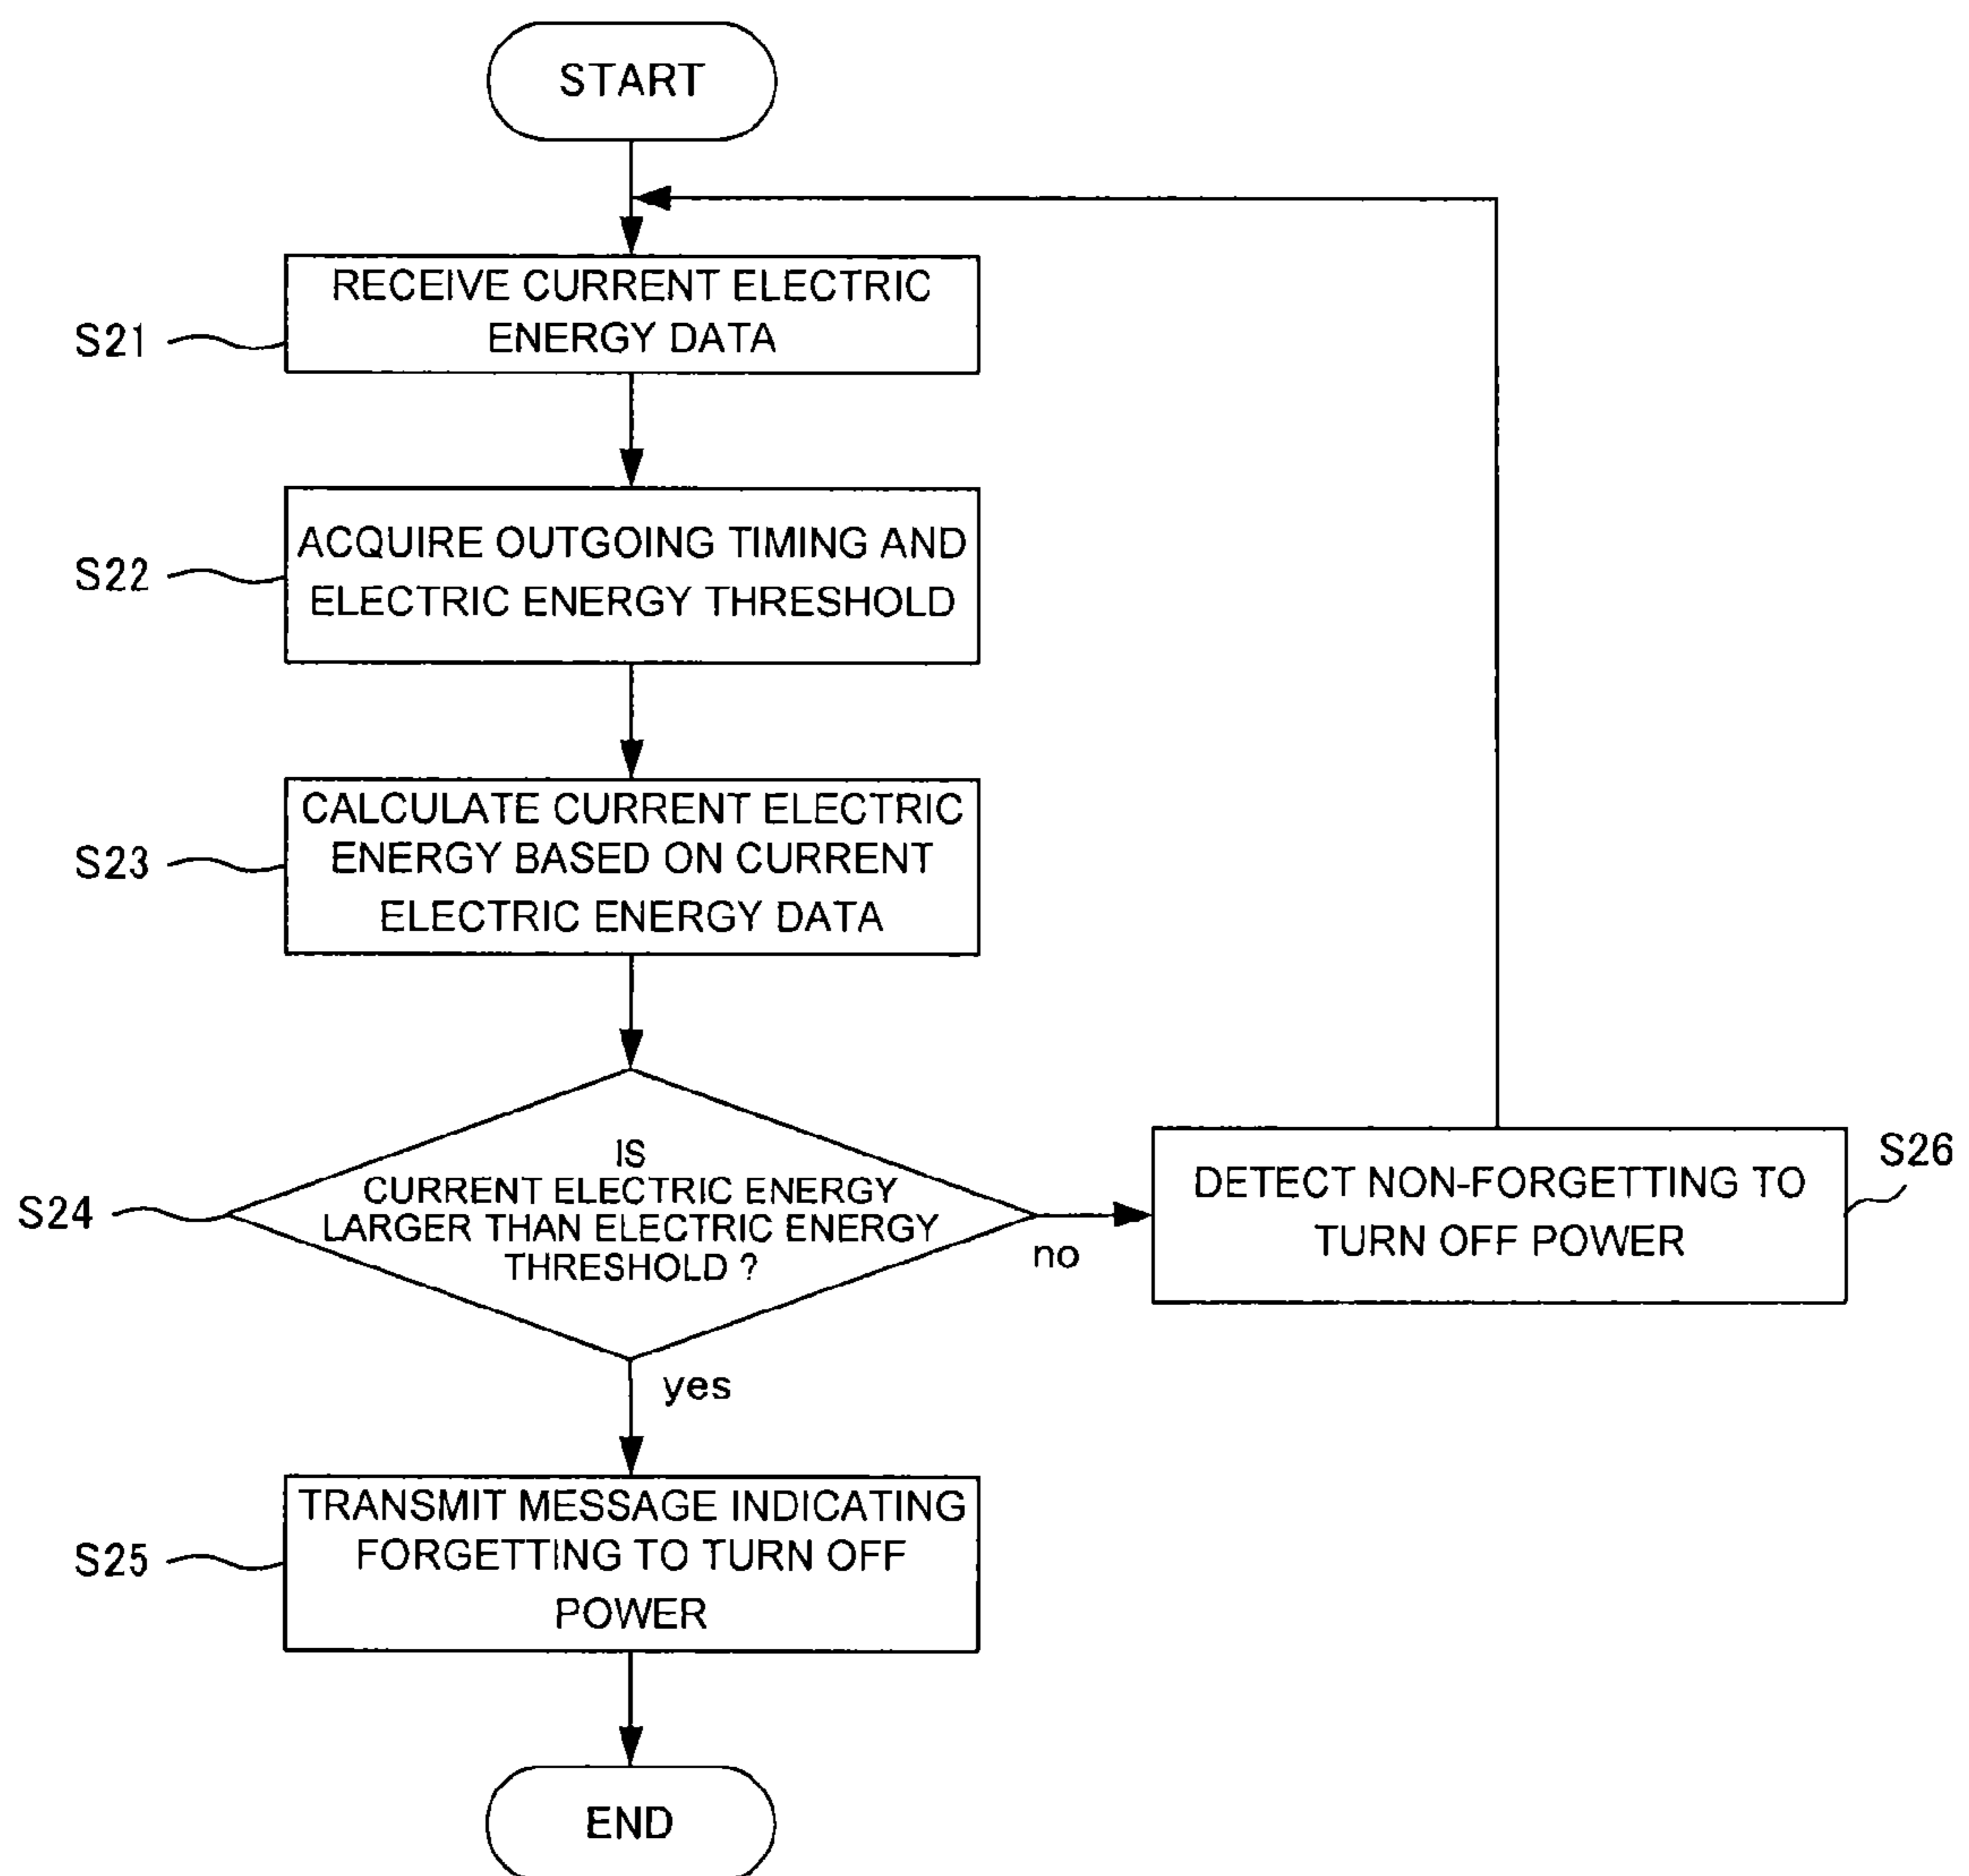 START
RECEIVE CURRENT ELECTRIC
ENERGY DATA
S21
ACQUIRE OUTGOING TIMING AND
ELECTRIC ENERGY THRESHOLD
S22
CALCULATE CURRENT ELECTRIC
ENERGY BASED ON CURRENT
ELECTRIC ENERGY DATA
S23
IS
CURRENT ELECTRIC ENERGY
LARGER THAN ELECTRIC ENERGY
THRESHOLD ?
S24
no
DETECT NON-FORGETTING TO
TURN OFF POWER
S26
yes
TRANSMIT MESSAGE INDICATING
FORGETTING TO TURN OFF
POWER
S25
END